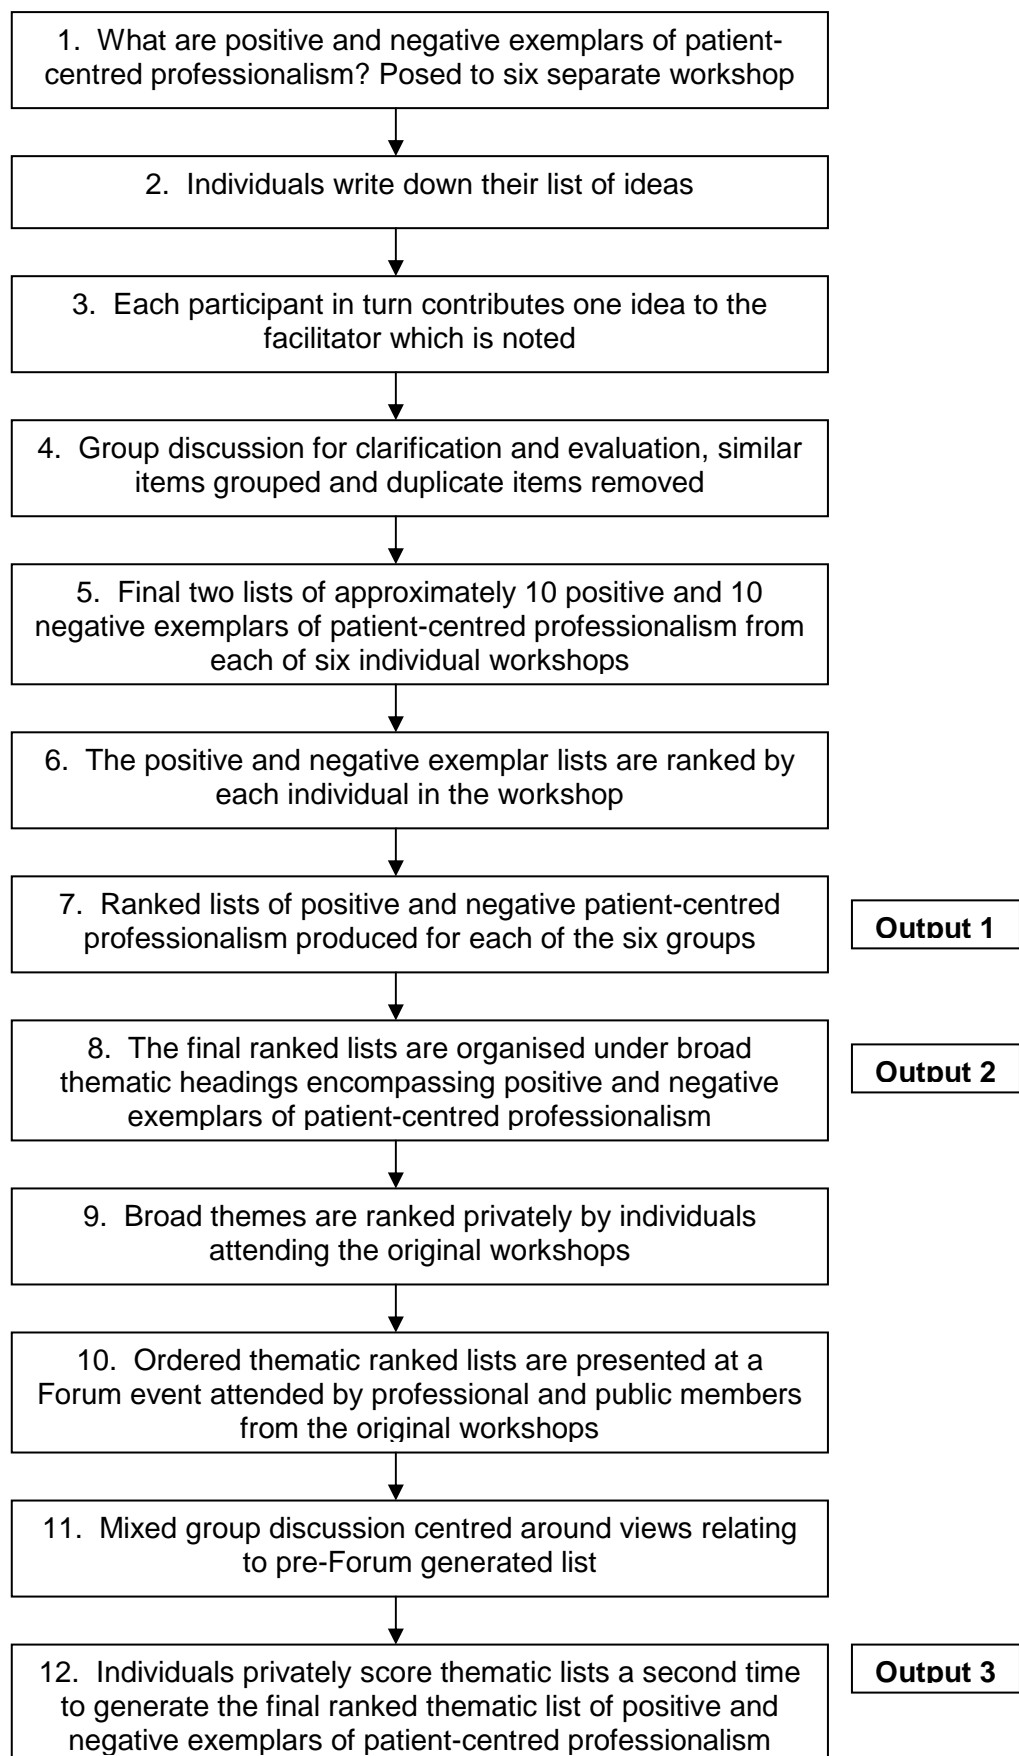 1. What are positive and negative exemplars of patient-
centred professionalism? Posed to six separate workshop
2. Individuals write down their list of ideas
3. Each participant in turn contributes one idea to the
facilitator which is noted
4. Group discussion for clarification and evaluation, similar
items grouped and duplicate items removed
5. Final two lists of approximately 10 positive and 10
negative exemplars of patient-centred professionalism from
each of six individual workshops
6. The positive and negative exemplar lists are ranked by
each individual in the workshop
7. Ranked lists of positive and negative patient-centred
professionalism produced for each of the six groups
Output 1
8. The final ranked lists are organised under broad
thematic headings encompassing positive and negative
exemplars of patient-centred professionalism
Output 2
9. Broad themes are ranked privately by individuals
attending the original workshops
10. Ordered thematic ranked lists are presented at a
Forum event attended by professional and public members
from the original workshops
11. Mixed group discussion centred around views relating
to pre-Forum generated list
12. Individuals privately score thematic lists a second time
to generate the final ranked thematic list of positive and
negative exemplars of patient-centred professionalism
Output 3